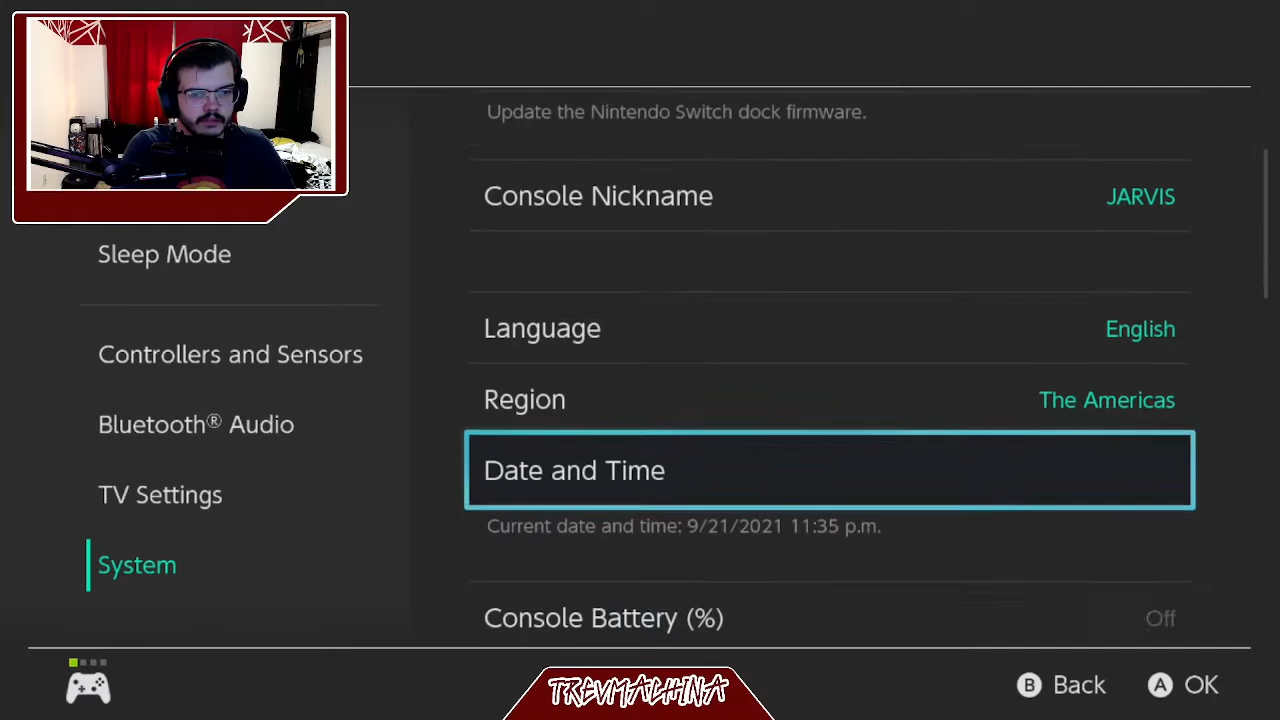 Update the Nintendo Switch dock firmware.
Console Nickname JARVIS
Sleep Mode
Language English
Controllers and Sensors
Region The Americas
Bluetooth® Audio
Date and Time
TV Settings
Current date and time: 9/21/2021 11:35 p.m.
System
Console Battery (%) Off
TREVMACHINA
B Back A OK